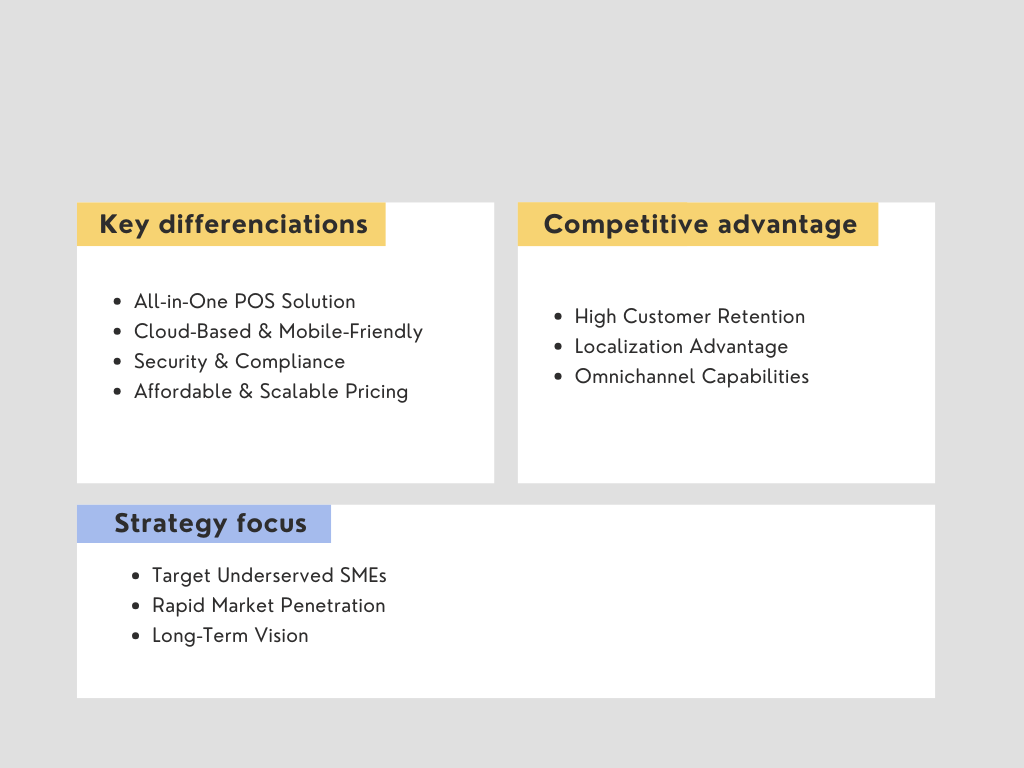 Key differenciations
• All-in-One POS Solution
• Cloud-Based & Mobile-Friendly
• Security & Compliance
• Affordable & Scalable Pricing
Competitive advantage
• High Customer Retention
• Localization Advantage
• Omnichannel Capabilities
Strategy focus
• Target Underserved SMEs
• Rapid Market Penetration
• Long-Term Vision